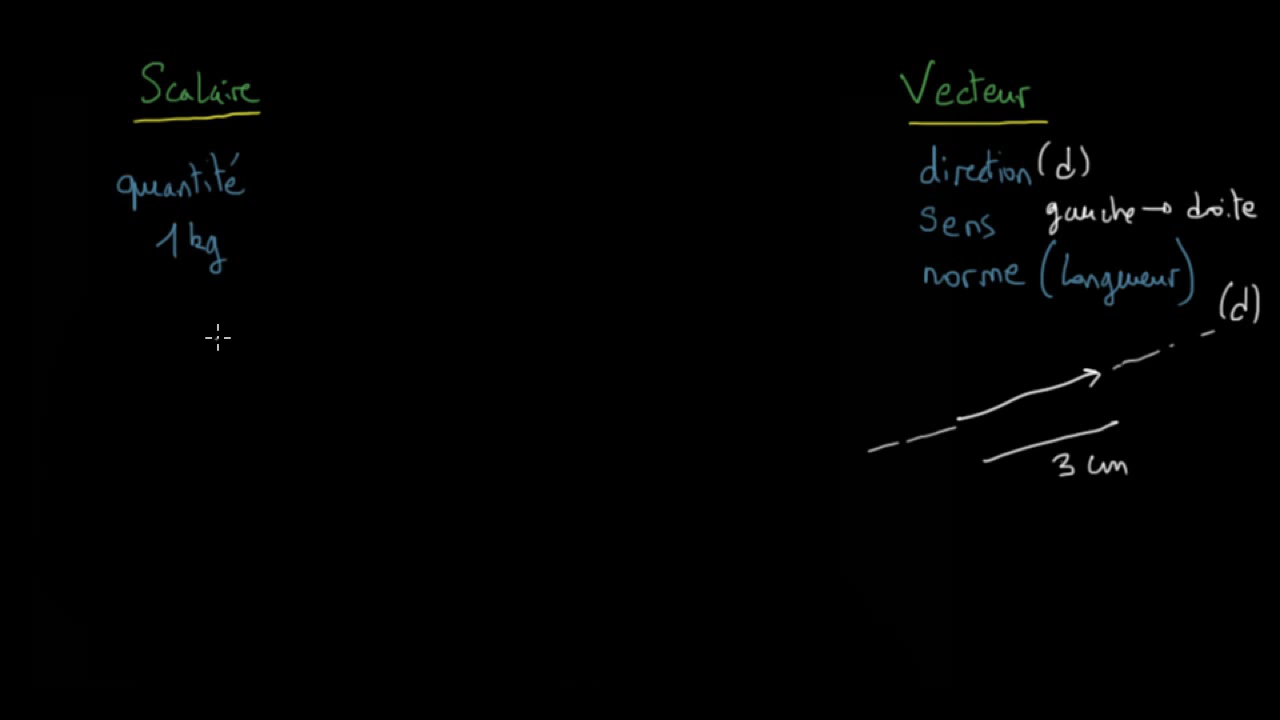 Scalaire
quantité
1 kg
Vecteur
direction (d)
Sens gauche → droite
norme (longueur)
(d)
3 cm